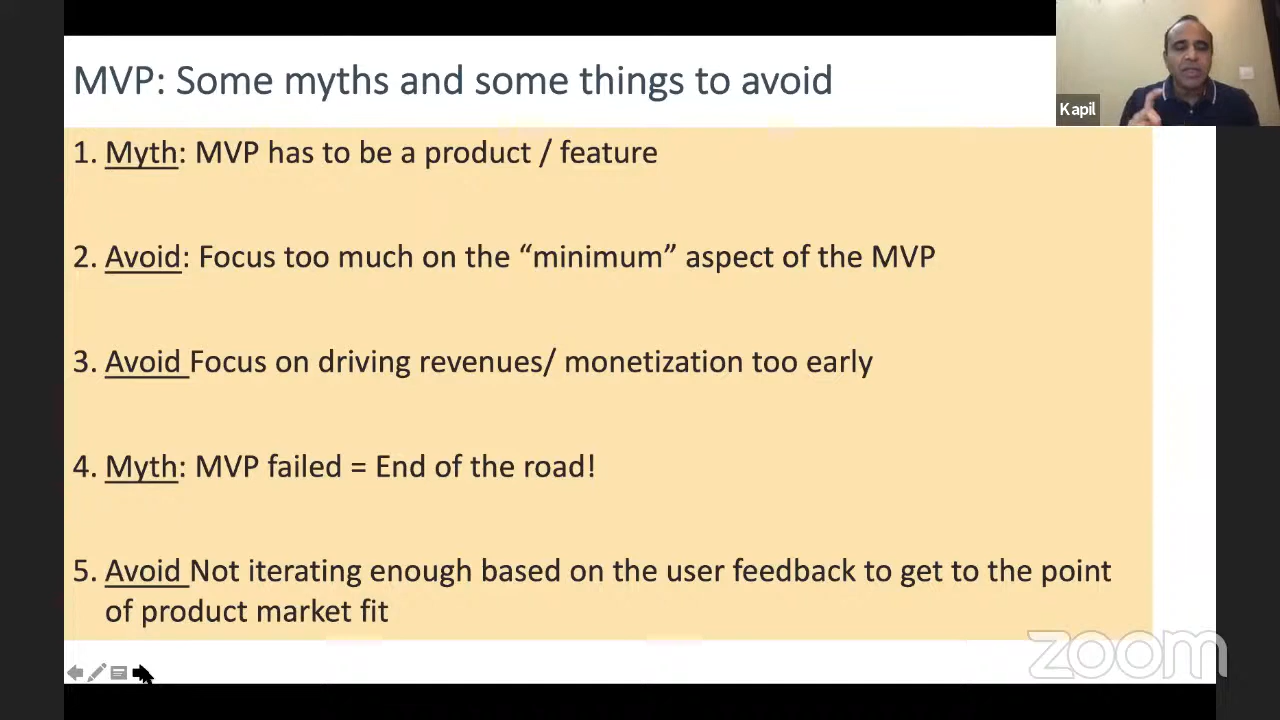 MVP: Some myths and some things to avoid
Kapil
1. Myth: MVP has to be a product / feature
2. Avoid: Focus too much on the “minimum” aspect of the MVP
3. Avoid Focus on driving revenues/ monetization too early
4. Myth: MVP failed = End of the road!
5. Avoid Not iterating enough based on the user feedback to get to the point
of product market fit
zoom